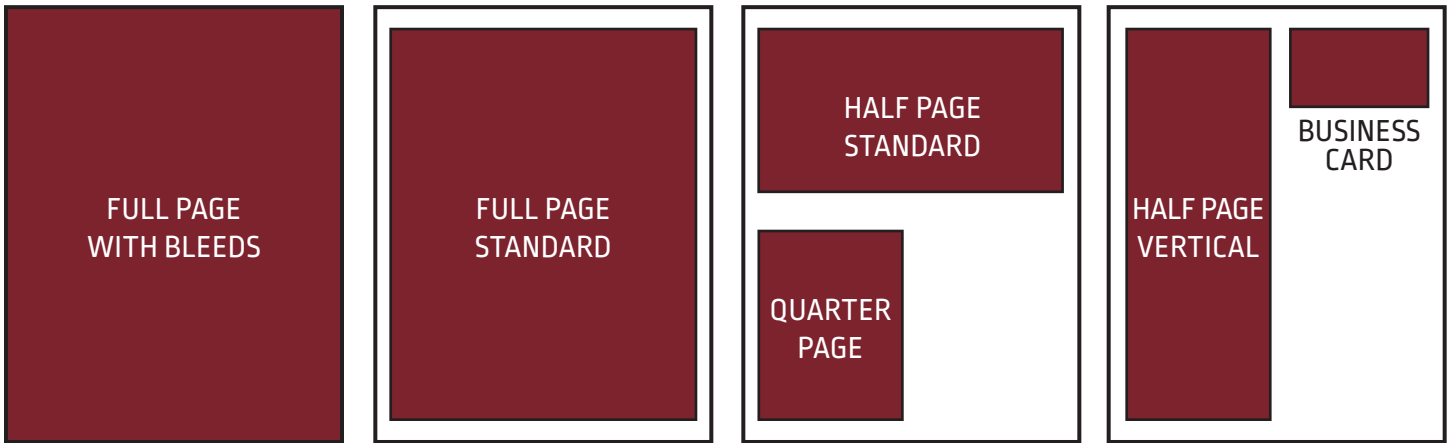 FULL PAGE
WITH BLEEDS
FULL PAGE
STANDARD
HALF PAGE
STANDARD
QUARTER
PAGE
HALF PAGE
VERTICAL
BUSINESS
CARD